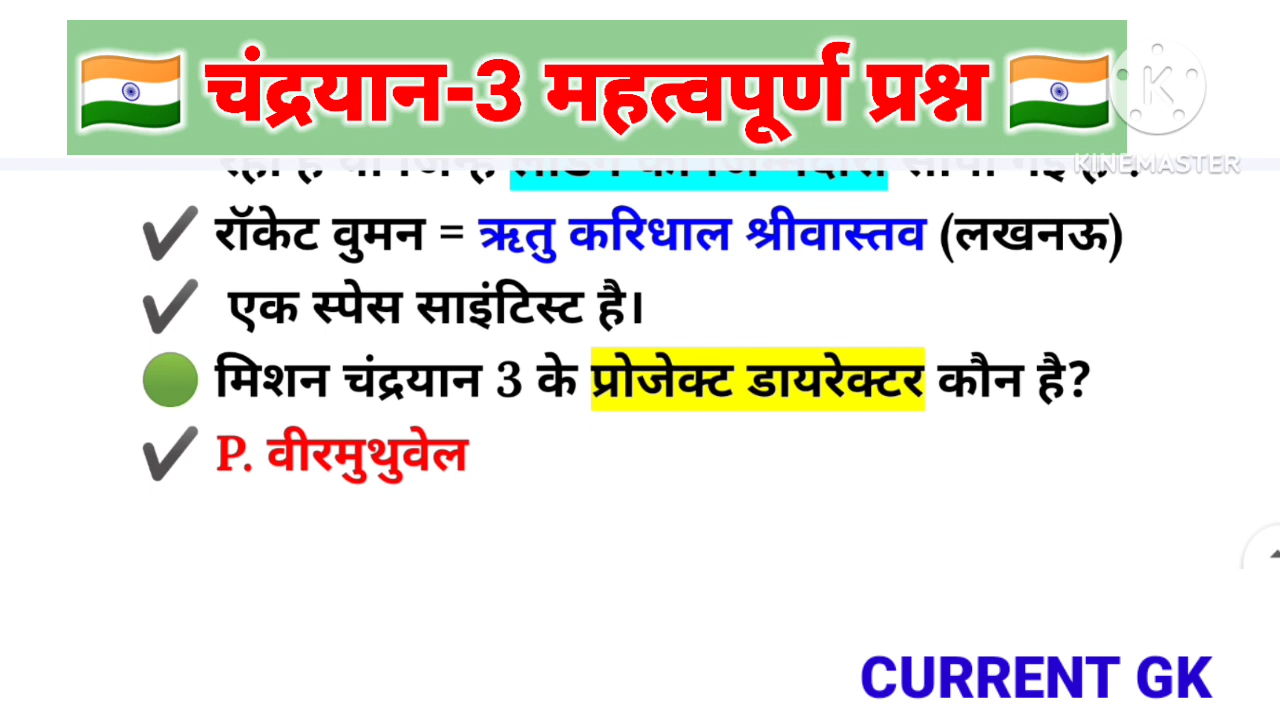 चंद्रयान-3 महत्वपूर्ण प्रश्न
KINEMASTER
✔ रॉकेट वुमन = ऋतु करिधाल श्रीवास्तव (लखनऊ)
✔ एक स्पेस साइंटिस्ट है।
मिशन चंद्रयान 3 के प्रोजेक्ट डायरेक्टर कौन है?
✔ P. वीरमुथुवेल
CURRENT GK